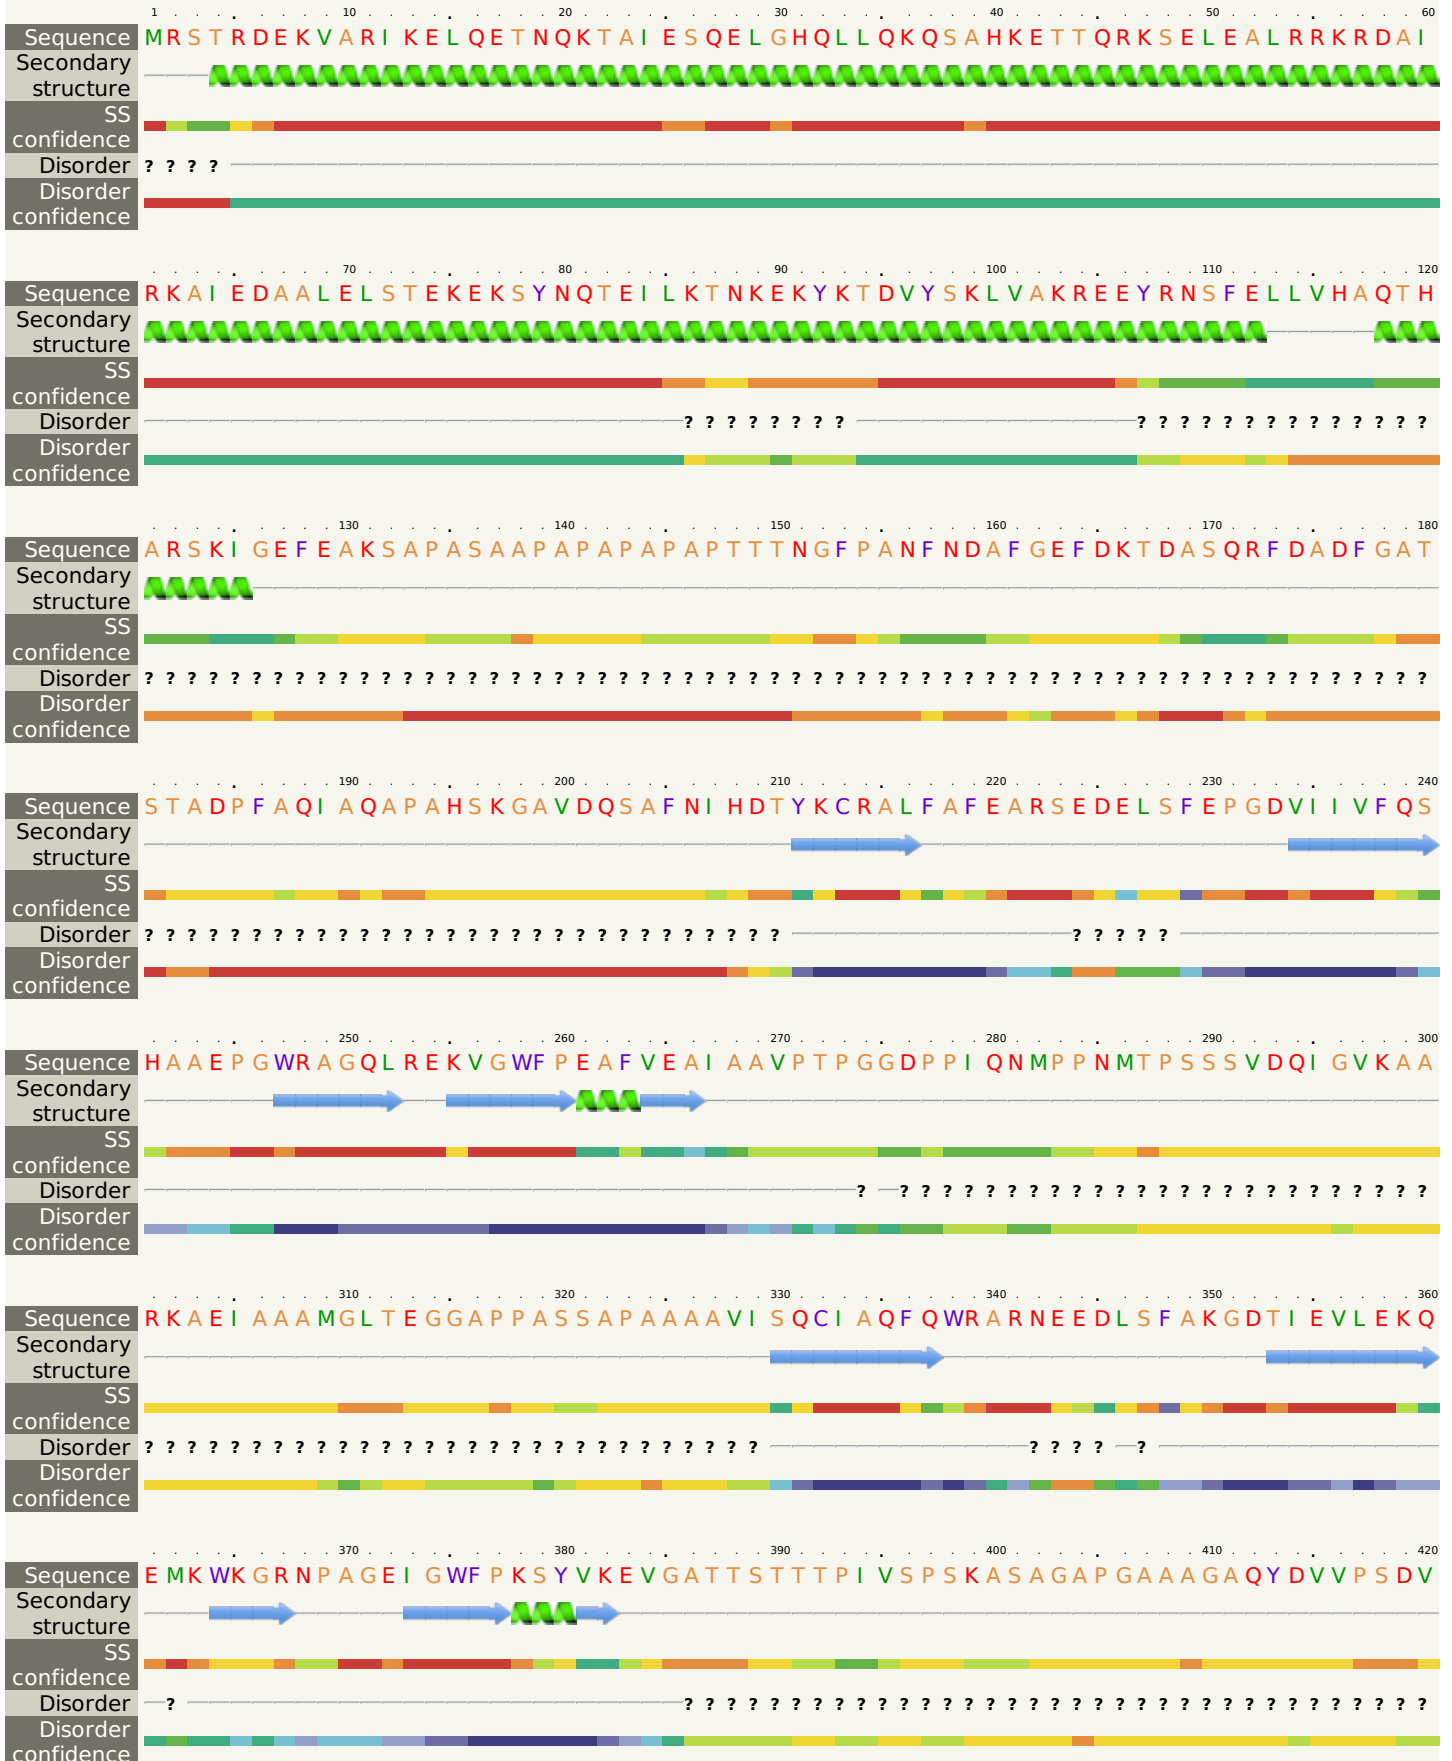 1 10 20 30 40 50 60
Sequence MRSTRDEKVARIKELQETNQKTAIESQELGHQLLQKQSAHKETTQRKSELEALRRKRDAI
Secondary
structure
SS
confidence
Disorder ? ? ? ?
Disorder
confidence
70 80 90 100 110 120
Sequence RKAIEDAALELSTEKEKSYNQTEILKTNKEKYKTDVYSKLVAKREEYRNSFELLVHAQTH
Secondary
structure
SS
confidence
Disorder ? ? ? ? ? ? ? ? ? ? ? ? ? ? ? ? ? ? ? ? ? ?
Disorder
confidence
130 140 150 160 170 180
Sequence ARSKIGEFEAKSAPASAAPAPAPAPAPTTTNGFPANFNDAFGEFDKTDASQRFDADFGAT
Secondary
structure
SS
confidence
Disorder ? ? ? ? ? ? ? ? ? ? ? ? ? ? ? ? ? ? ? ? ? ? ? ? ? ? ? ? ? ? ? ? ? ? ? ? ? ? ? ? ? ? ? ? ? ? ? ? ? ? ? ? ? ? ? ? ? ? ? ?
Disorder
confidence
190 200 210 220 230 240
Sequence STADPFAQIAQAPAHSKGAVDQSAFNIHDTYKCRALFAFEARSEDELSFEPGDVIIVFQS
Secondary
structure
SS
confidence
Disorder ? ? ? ? ? ? ? ? ? ? ? ? ? ? ? ? ? ? ? ? ? ? ? ? ? ? ? ? ? ? ? ? ? ? ?
Disorder
confidence
250 260 270 280 290 300
Sequence HAAEPGWRAGQLREKVGWFPEAFVEAIAAVPTPGGDPPIQNMPPNMTPSSSVDQIGVKAA
Secondary
structure
SS
confidence
Disorder ? ? ? ? ? ? ? ? ? ? ? ? ? ? ? ? ? ? ? ? ? ? ? ? ? ?
Disorder
confidence
310 320 330 340 350 360
Sequence RKAEIAAAMGLTEGGAPPASSAPAAAAVISQCIAQFQWRARNEEDLSFAKGDTIEVLEKQ
Secondary
structure
SS
confidence
Disorder ? ? ? ? ? ? ? ? ? ? ? ? ? ? ? ? ? ? ? ? ? ? ? ? ? ? ? ? ? ? ? ? ? ?
Disorder
confidence
370 380 390 400 410 420
Sequence EMKWKGRNPAGEIGWFPKSYVKEVGATTSTTTPIVSPSKASAGAPGAAAGAQYDVVPSDV
Secondary
structure
SS
confidence
Disorder ? ? ? ? ? ? ? ? ? ? ? ? ? ? ? ? ? ? ? ? ? ? ? ? ? ? ? ? ? ? ? ? ? ? ? ?
Disorder
confidence